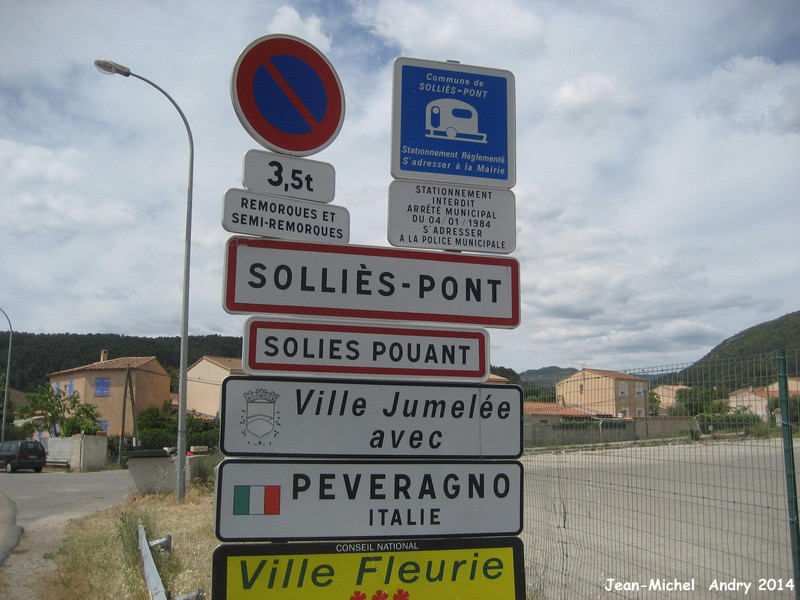 3,5t
REMORQUES ET
SEMI-REMORQUES
Commune de
SOLLIÈS-PONT
Stationnement Réglementé
S'adresser à la Mairie
STATIONNEMENT
INTERDIT
ARRÊTÉ MUNICIPAL
DU 04/01/1984
S'ADRESSER
A LA POLICE MUNICIPALE
SOLLIÈS-PONT
SOLIES POUANT
Ville Jumelée
avec
PEVERAGNO
ITALIE
CONSEIL NATIONAL
Ville Fleurie
Jean-Michel Andry 2014